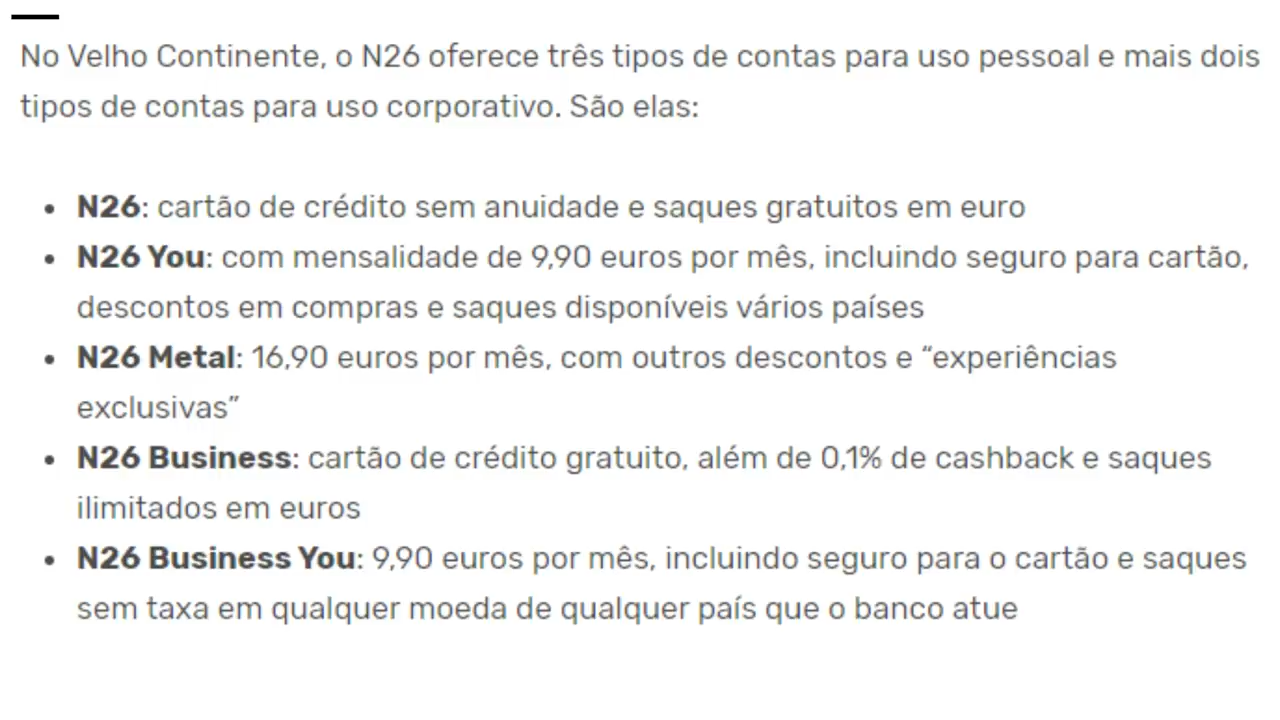 No Velho Continente, o N26 oferece três tipos de contas para uso pessoal e mais dois
tipos de contas para uso corporativo. São elas:
• N26: cartão de crédito sem anuidade e saques gratuitos em euro
• N26 You: com mensalidade de 9,90 euros por mês, incluindo seguro para cartão,
descontos em compras e saques disponíveis vários países
• N26 Metal: 16,90 euros por mês, com outros descontos e “experiências
exclusivas”
• N26 Business: cartão de crédito gratuito, além de 0,1% de cashback e saques
ilimitados em euros
• N26 Business You: 9,90 euros por mês, incluindo seguro para o cartão e saques
sem taxa em qualquer moeda de qualquer país que o banco atue